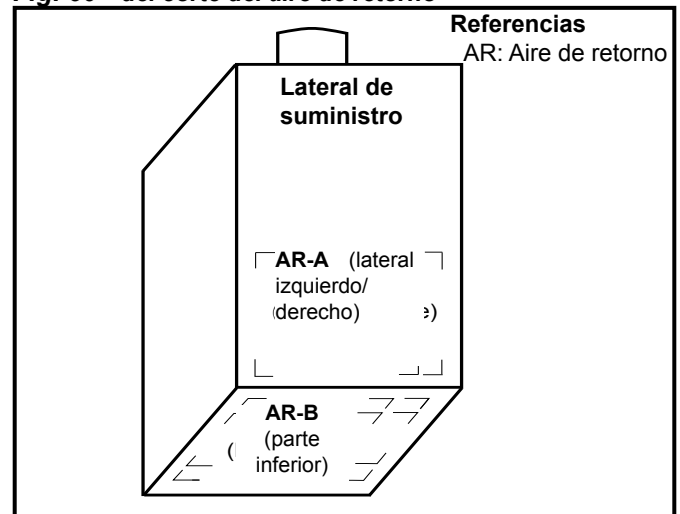 Referencias
AR: Aire de retorno
Lateral de
suministro
AR-A (lateral
izquierdo/
derecho)
AR-B
(parte
inferior)